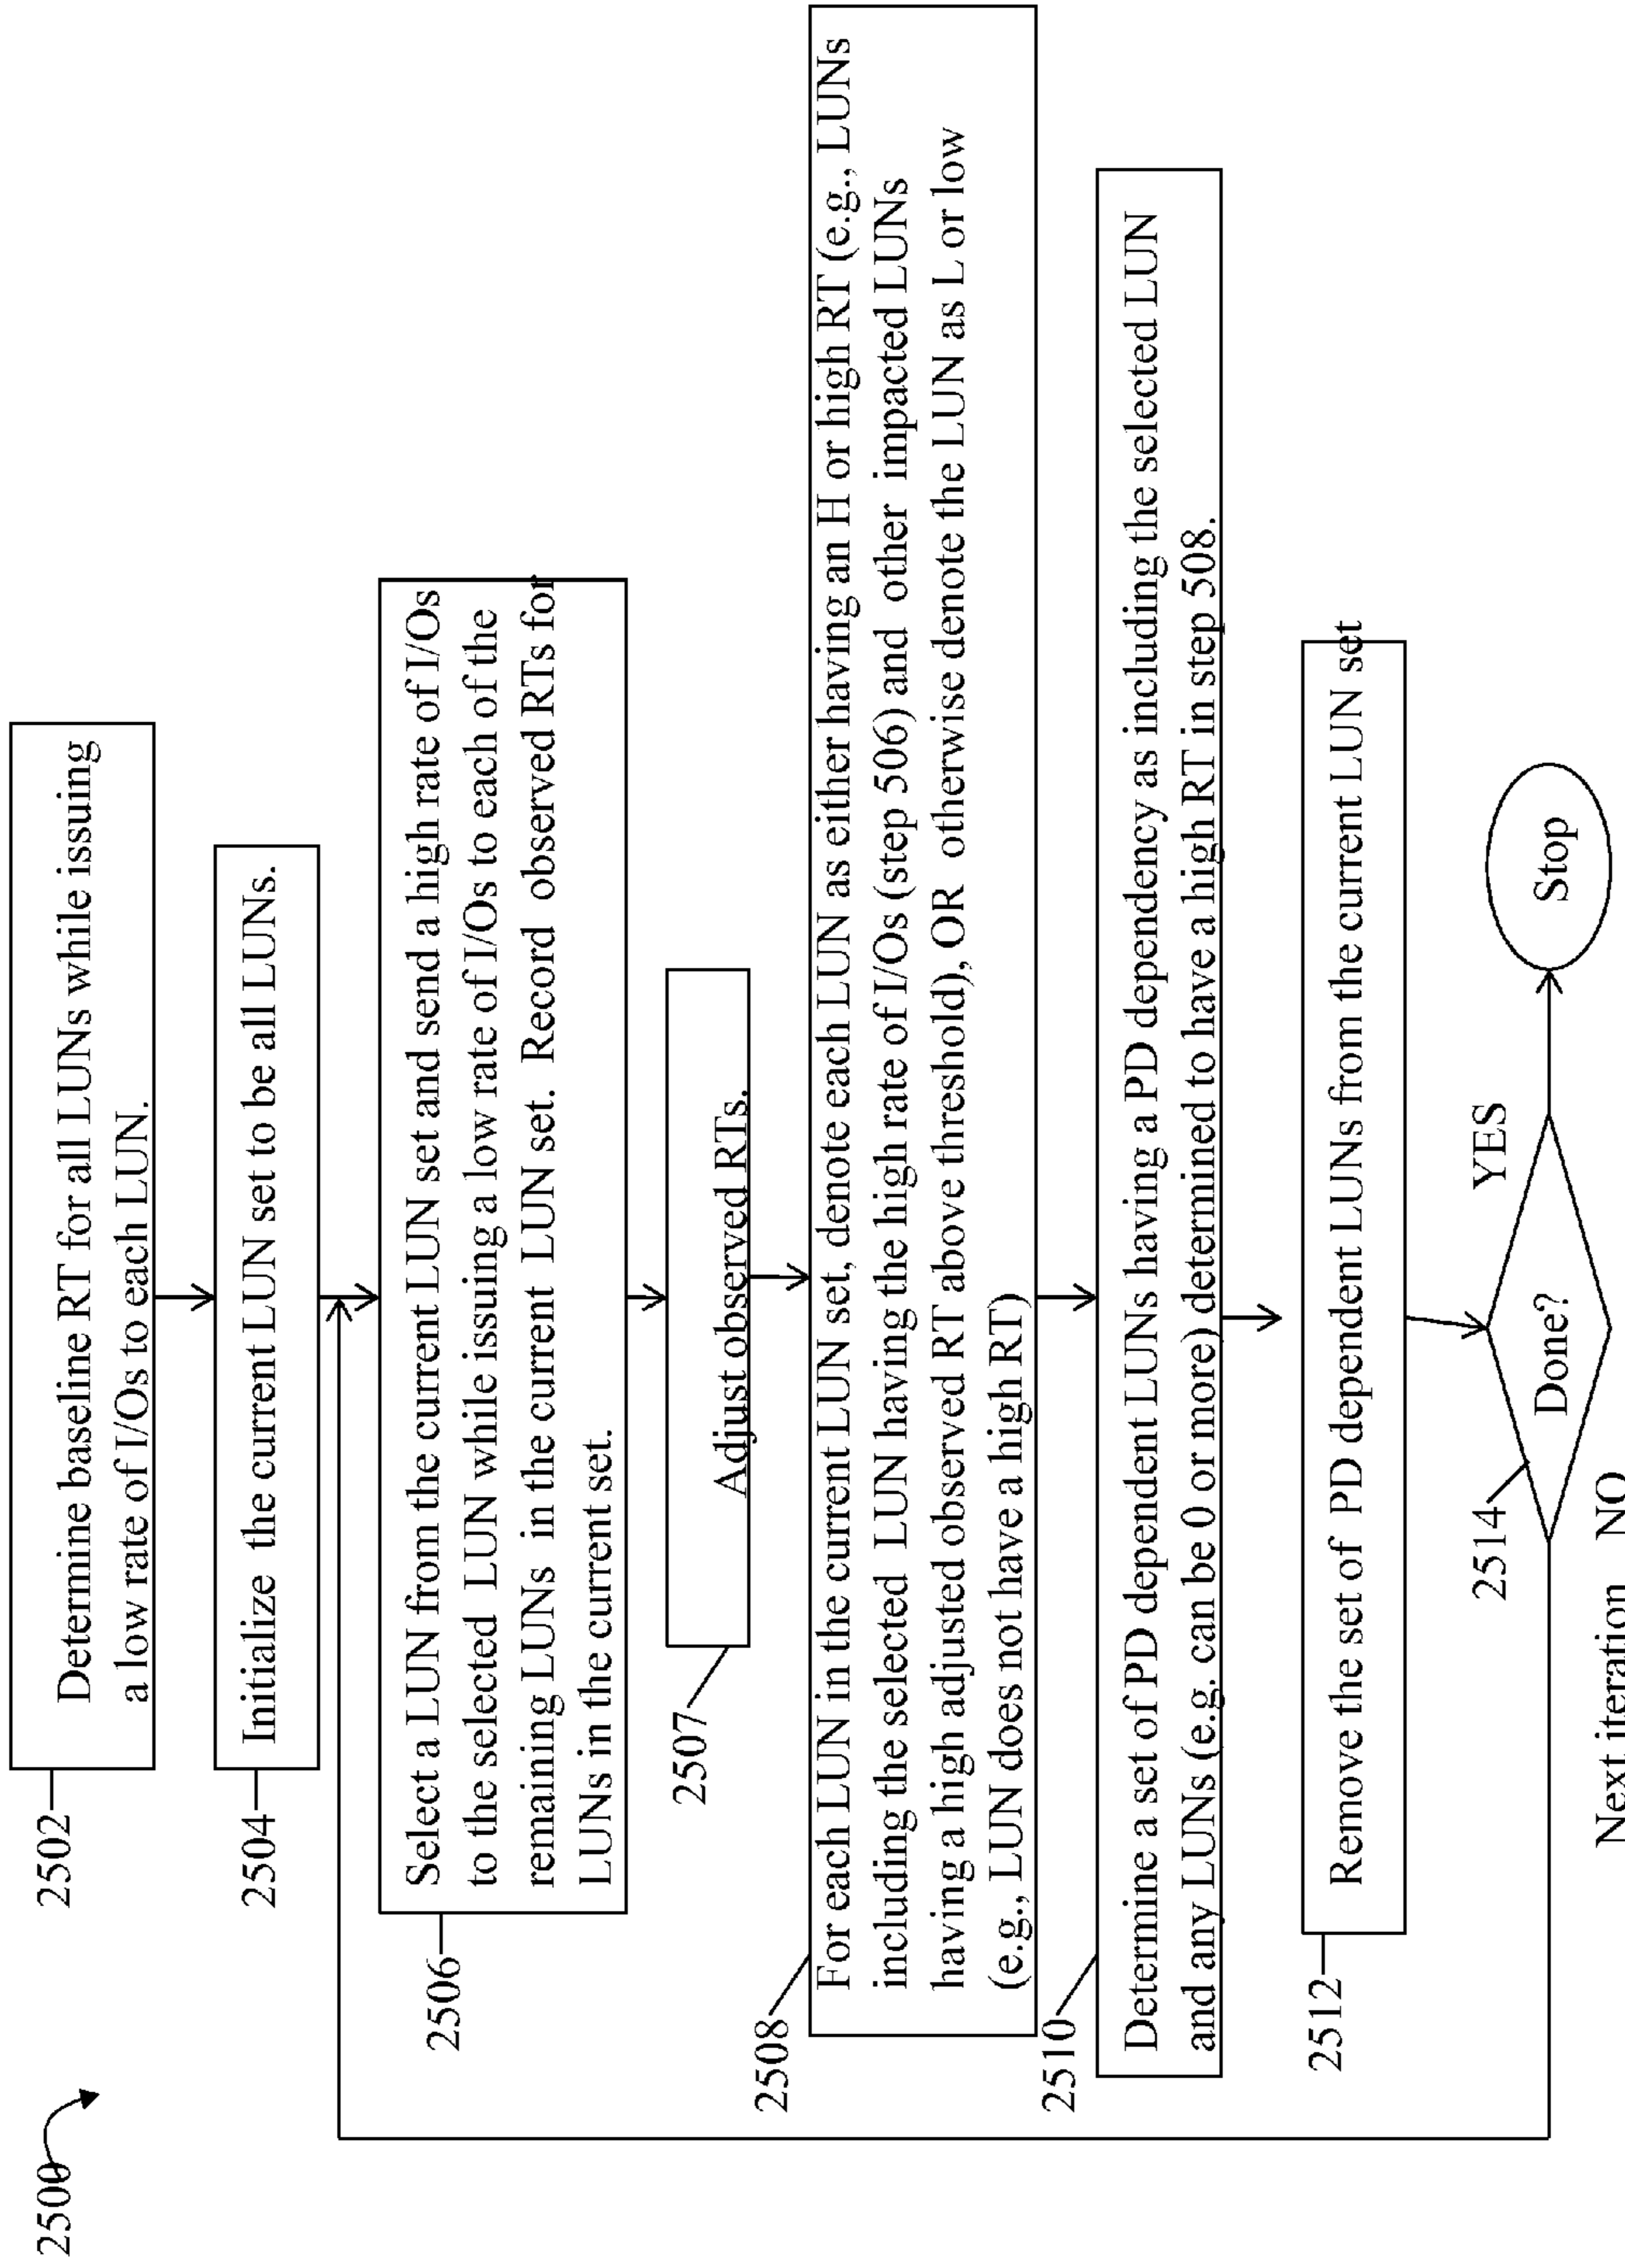 2500
2502
Determine baseline RT for all LUNs while issuing
a low rate of I/Os to each LUN.
2504
Initialize the current LUN set to be all LUNs.
2506
Select a LUN from the current LUN set and send a high rate of I/Os
to the selected LUN while issuing a low rate of I/Os to each of the
remaining LUNs in the current LUN set. Record observed RTs for
LUNs in the current set.
2507
Adjust observed RTs.
2508
For each LUN in the current LUN set, denote each LUN as either having an H or high RT (e.g., LUNs
including the selected LUN having the high rate of I/Os (step 506) and other impacted LUNs
having a high adjusted observed RT above threshold), OR otherwise denote the LUN as L or low
(e.g., LUN does not have a high RT)
2510
Determine a set of PD dependent LUNs having a PD dependency as including the selected LUN
and any LUNs (e.g. can be 0 or more) determined to have a high RT in step 508.
2512
Remove the set of PD dependent LUNs from the current LUN set
2514
Done?
YES
Stop
Next iteration NO